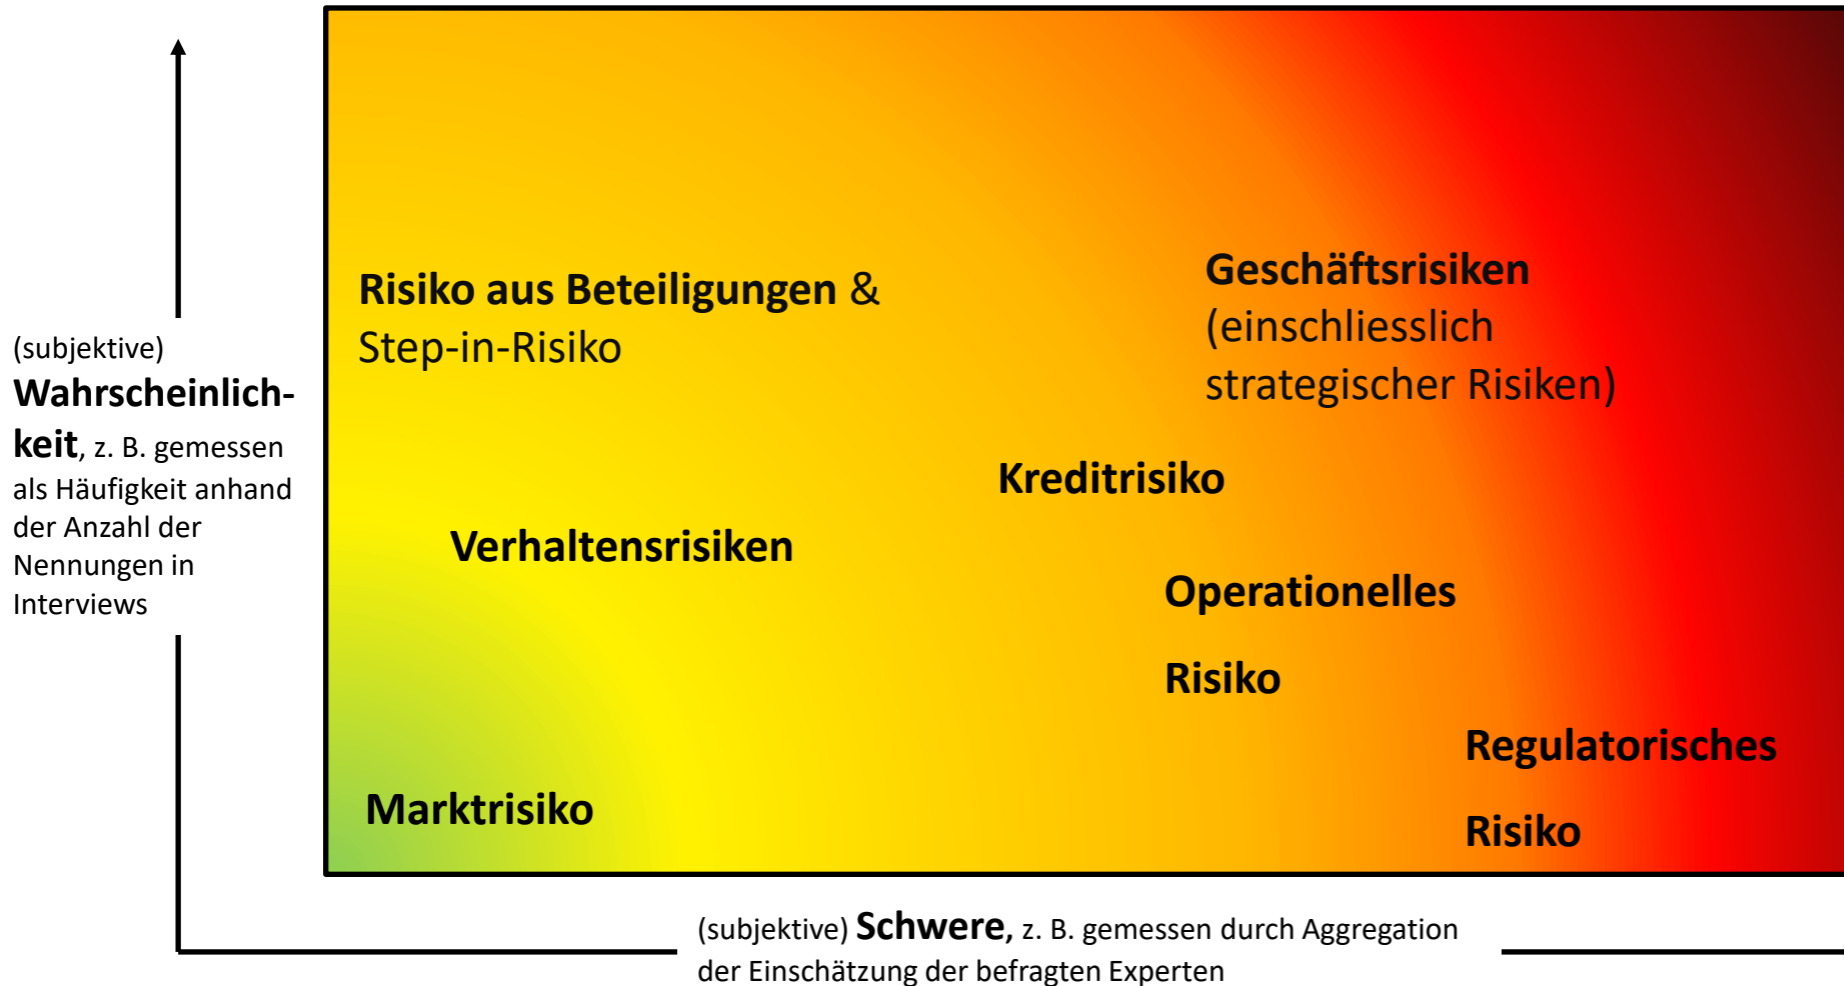 (subjektive)
Wahrscheinlich-
keit, z. B. gemessen
als Häufigkeit anhand
der Anzahl der
Nennungen in
Interviews
Risiko aus Beteiligungen &
Step-in-Risiko
Geschäftsrisiken
(einschliesslich
strategischer Risiken)
Kreditrisiko
Verhaltensrisiken
Operationelles
Risiko
Regulatorisches
Risiko
Marktrisiko
(subjektive) Schwere, z. B. gemessen durch Aggregation
der Einschätzung der befragten Experten